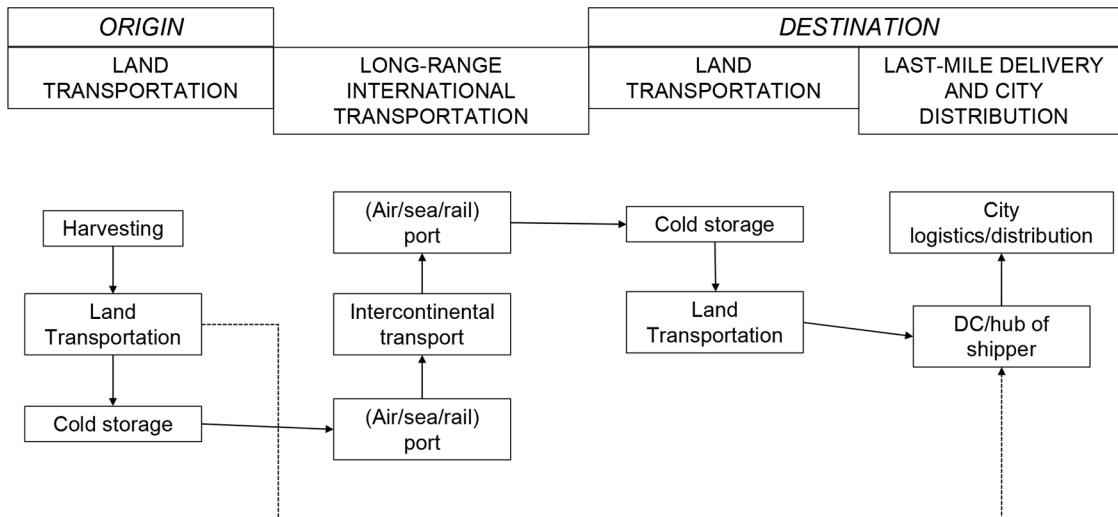 ORIGIN
DESTINATION
LAND
TRANSPORTATION
LONG-RANGE
INTERNATIONAL
TRANSPORTATION
LAND
TRANSPORTATION
LAST-MILE DELIVERY
AND CITY
DISTRIBUTION
Harvesting
Land
Transportation
Cold storage
(Air/sea/rail)
port
Intercontinental
transport
(Air/sea/rail)
port
Cold storage
Land
Transportation
City
logistics/distribution
DC/hub of
shipper